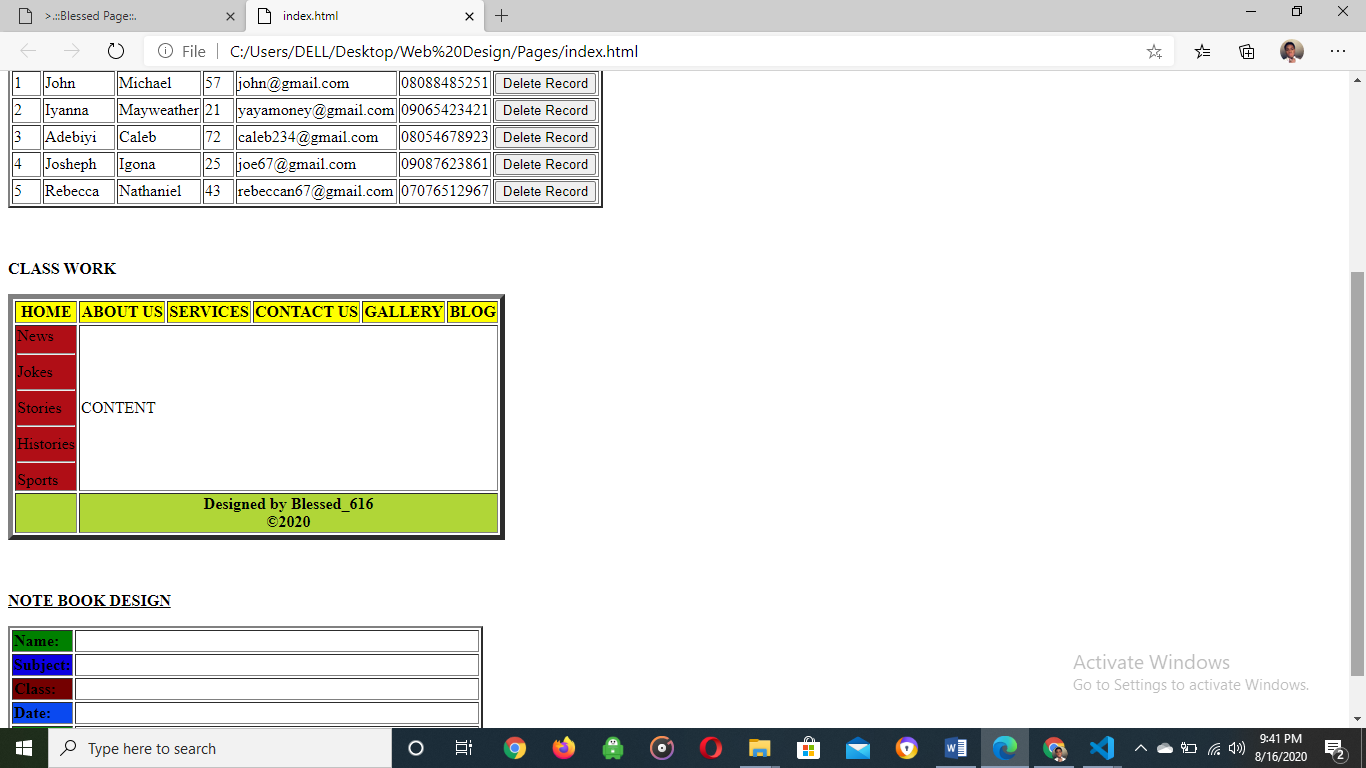 >.::Blessed Page::.
index.html
File C:/Users/DELL/Desktop/Web%20Design/Pages/index.html
1 John Michael 57 john@gmail.com 08088485251 Delete Record
2 Iyanna Mayweather 21 yayamoney@gmail.com 09065423421 Delete Record
3 Adebiyi Caleb 72 caleb234@gmail.com 08054678923 Delete Record
4 Josheph Igona 25 joe67@gmail.com 09087623861 Delete Record
5 Rebecca Nathaniel 43 rebeccan67@gmail.com 07076512967 Delete Record
CLASS WORK
HOME ABOUT US SERVICES CONTACT US GALLERY BLOG
News
Jokes
Stories CONTENT
Histories
Sports
Designed by Blessed_616
©2020
NOTE BOOK DESIGN
Name:
Subject:
Class:
Date:
Activate Windows
Go to Settings to activate Windows.
Type here to search
9:41 PM
8/16/2020
2